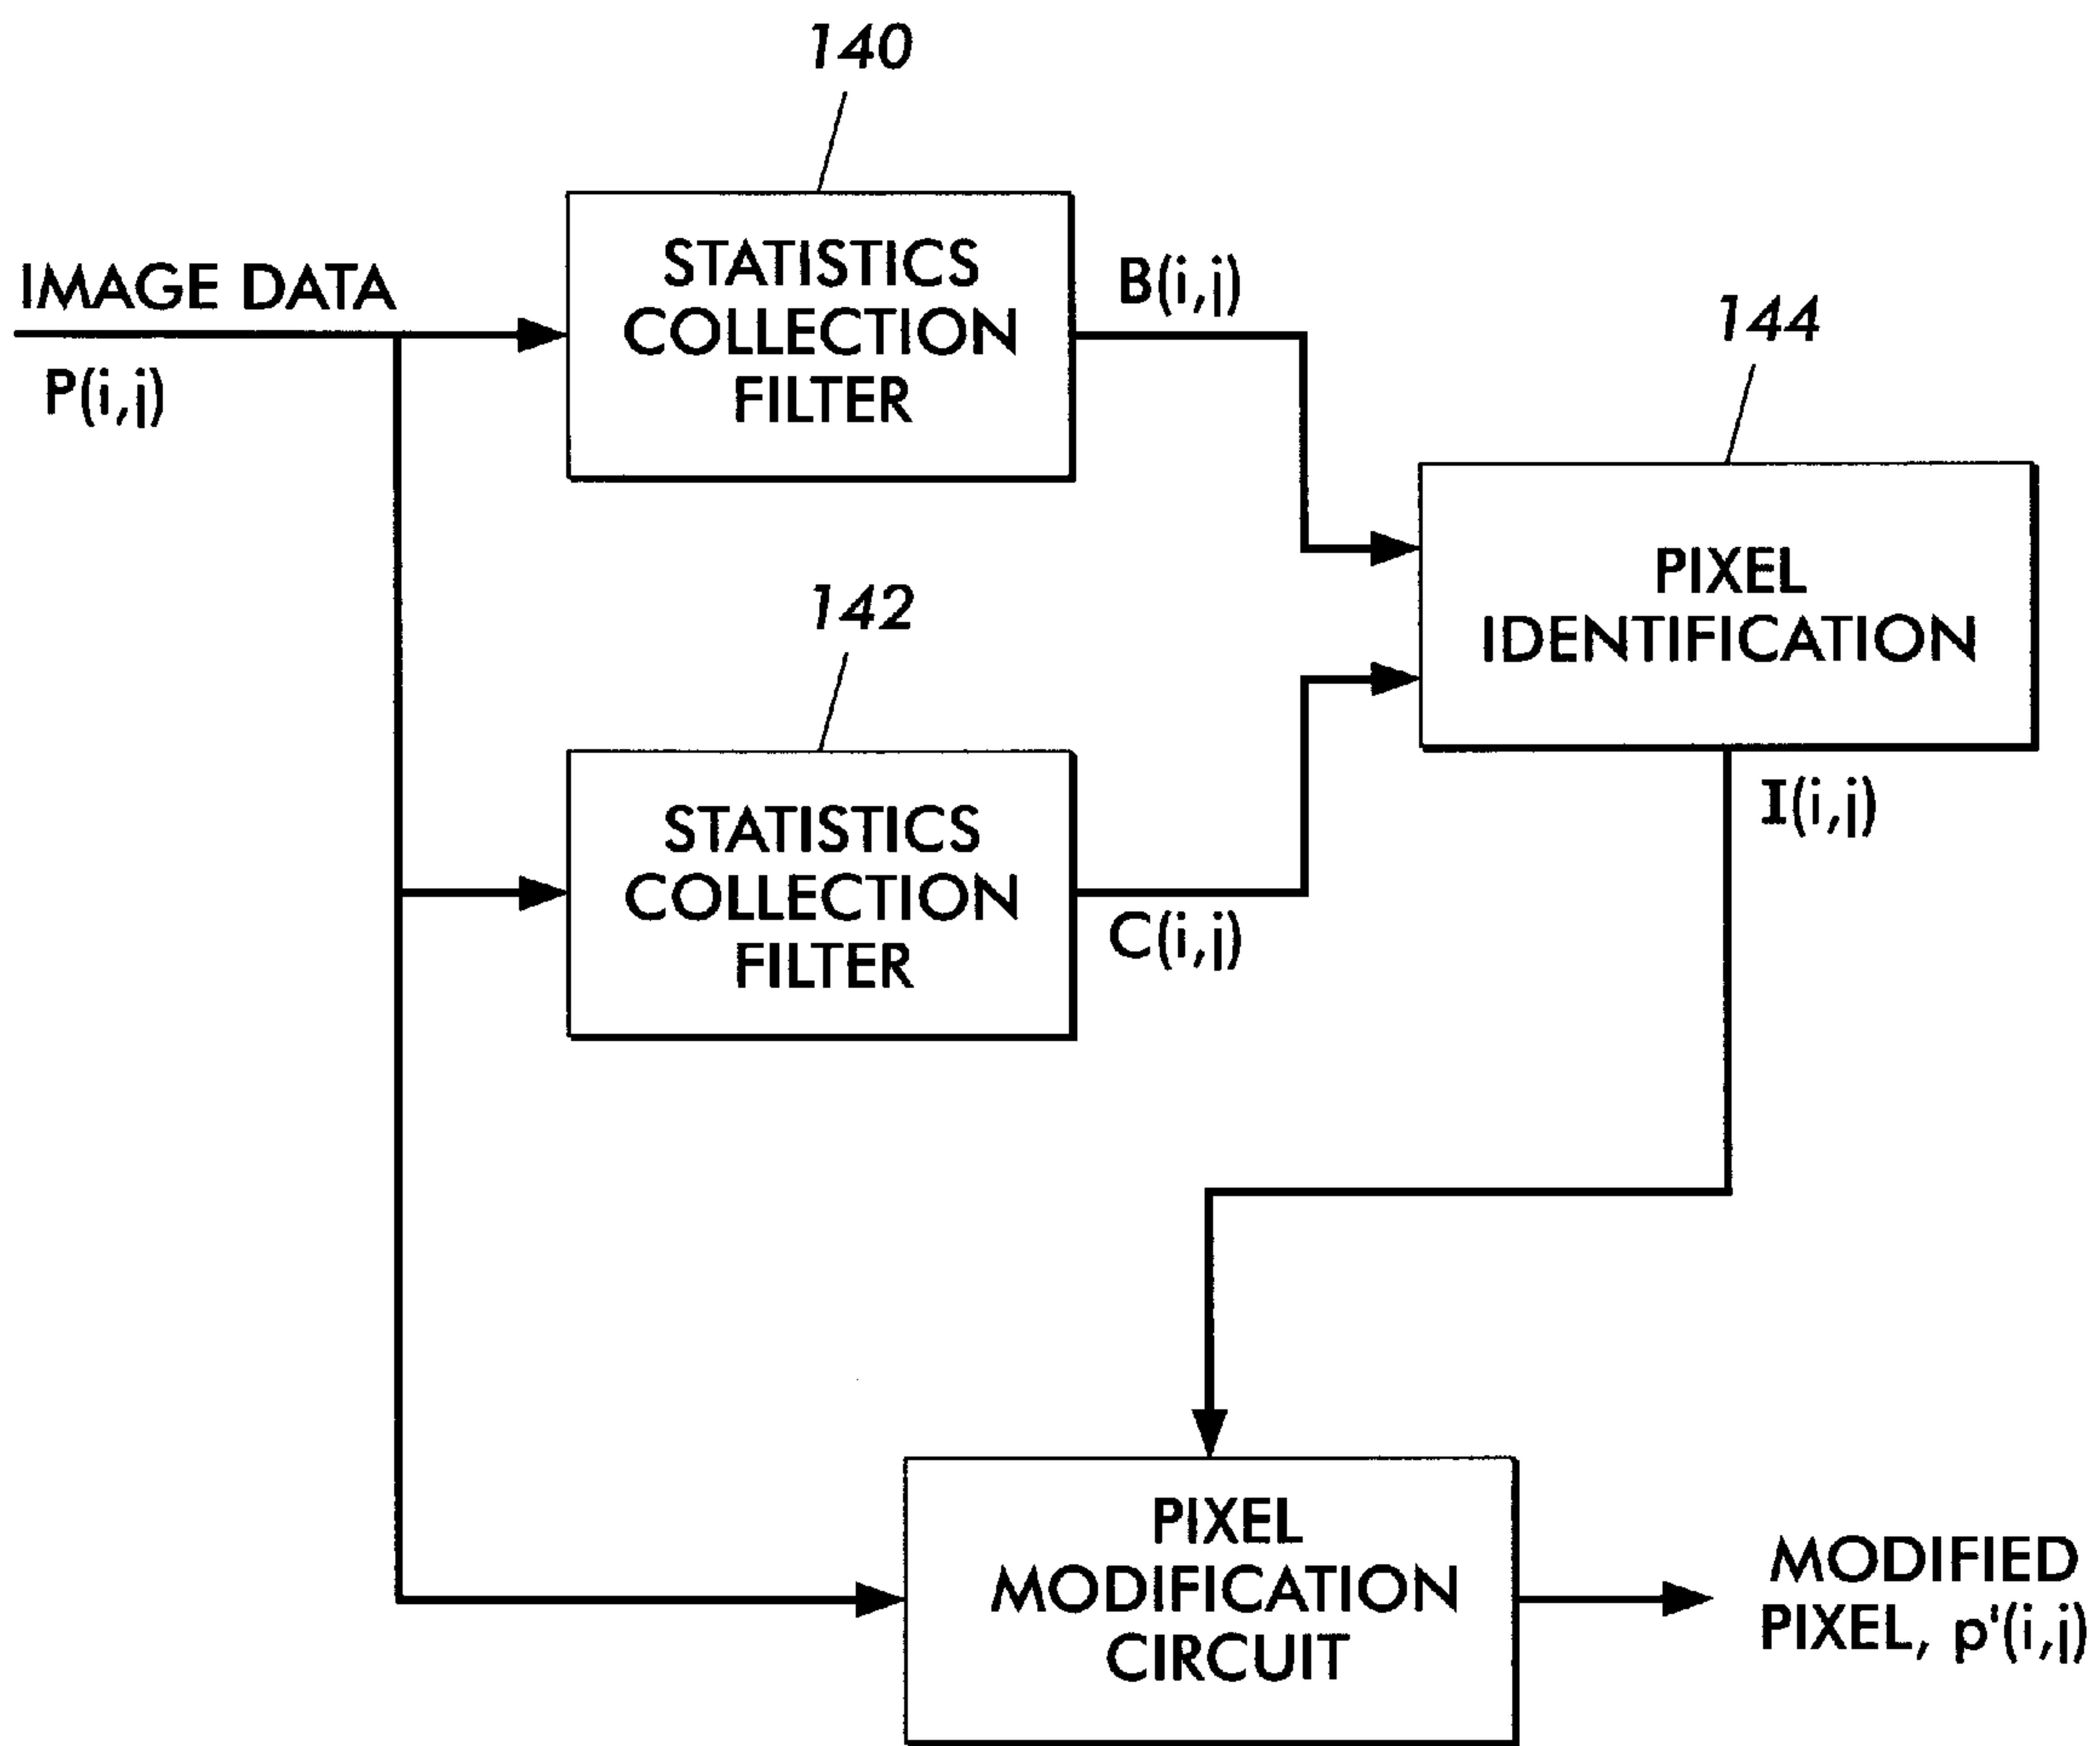 140
STATISTICS
COLLECTION
FILTER
IMAGE DATA
P(i,j)
B(i,j)
144
PIXEL
IDENTIFICATION
142
STATISTICS
COLLECTION
FILTER
C(i,j)
I(i,j)
PIXEL
MODIFICATION
CIRCUIT
MODIFIED
PIXEL, p'(i,j)